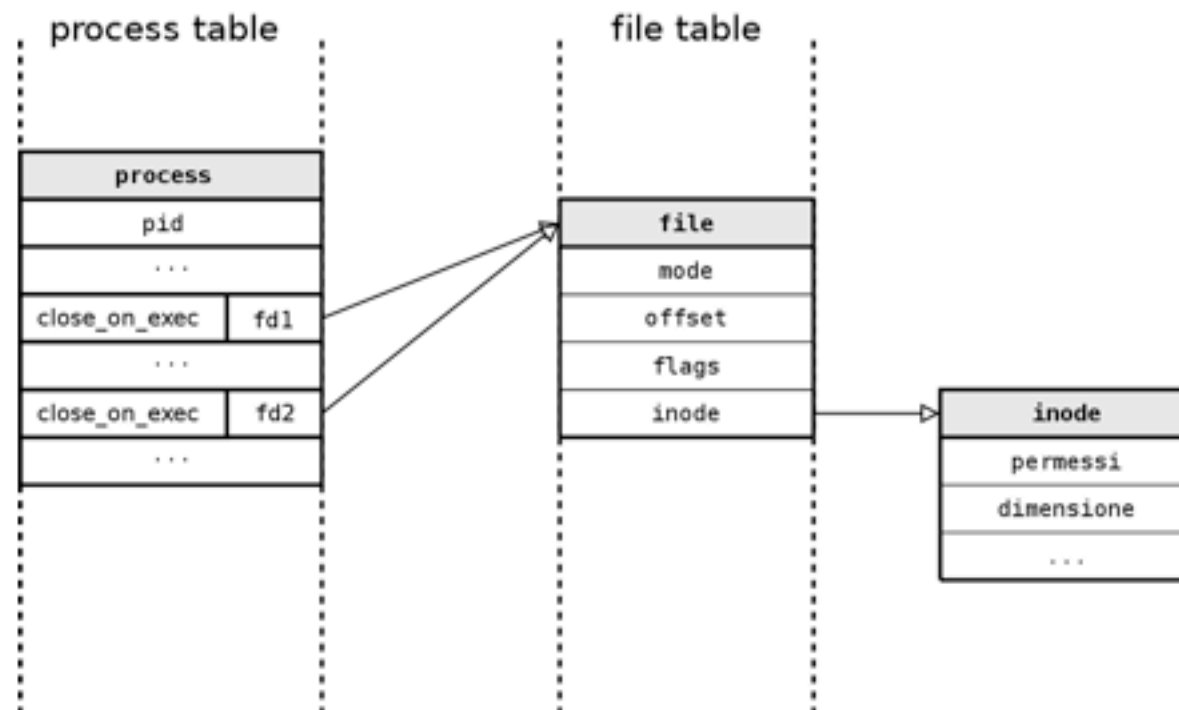 process table
file table
process
pid
...
close_on_exec fd1
...
close_on_exec fd2
...
file
mode
offset
flags
inode
inode
permessi
dimensione
...